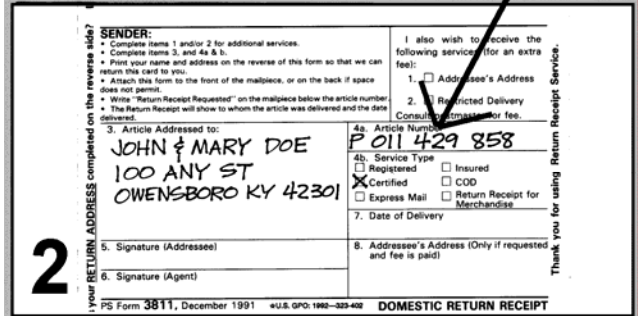 SENDER:
• Complete items 1 and/or 2 for additional services.
• Complete items 3, and 4a & b.
• Print your name and address on the reverse of this form so that we can
return this card to you.
• Attach this form to the front of the mailpiece, or on the back if space
does not permit.
• Write "Return Receipt Requested" on the mailpiece below the article number.
• The Return Receipt will show to whom the article was delivered and the date
delivered.
I also wish to receive the
following services (for an extra
fee):
1. ☐ Addressee's Address
2. ☐ Restricted Delivery
Consult postmaster for fee.
3. Article Addressed to:
JOHN & MARY DOE
100 ANY ST
OWENSBORO KY 42301
4a. Article Number
P 011 429 858
4b. Service Type
☐ Registered ☐ Insured
☒ Certified ☐ COD
☐ Express Mail ☐ Return Receipt for
Merchandise
7. Date of Delivery
5. Signature (Addressee)
8. Addressee's Address (Only if requested
and fee is paid)
6. Signature (Agent)
PS Form 3811, December 1991 ★U.S. GPO: 1992—323-402 DOMESTIC RETURN RECEIPT
your RETURN ADDRESS completed on the reverse side?
Thank you for using Return Receipt Service.
2